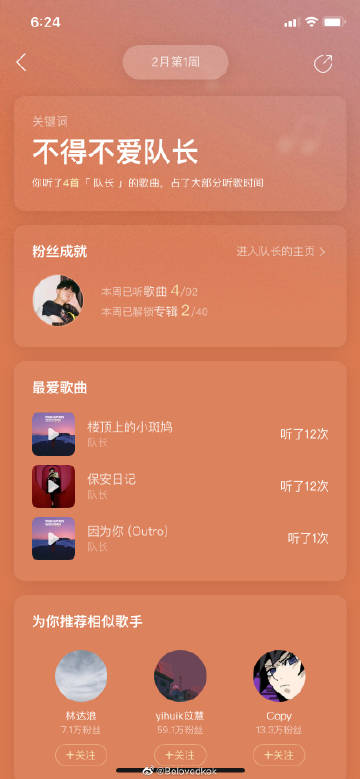 6:24
2月第1周
关键词
不得不爱队长
你听了4首「 队长 」的歌曲，占了大部分听歌时间
粉丝成就
进入队长的主页 >
本周已听歌曲 4/92
本周已解锁专辑 2/40
最爱歌曲
楼顶上的小斑鸠
队长
听了12次
保安日记
队长
听了12次
因为你 (Outro)
队长
听了1次
为你推荐相似歌手
林达浪
yihuik苡慧
Copy
7.1万粉丝
59.1万粉丝
13.3万粉丝
+关注
+关注
+关注
@Belovedkek